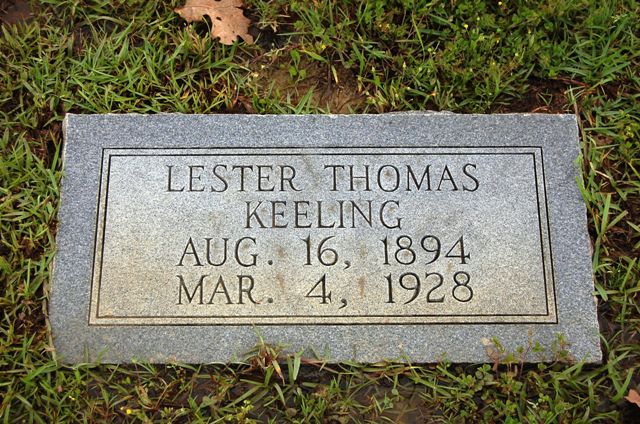 LESTER THOMAS
KEELING
AUG. 16, 1894
MAR. 4, 1928